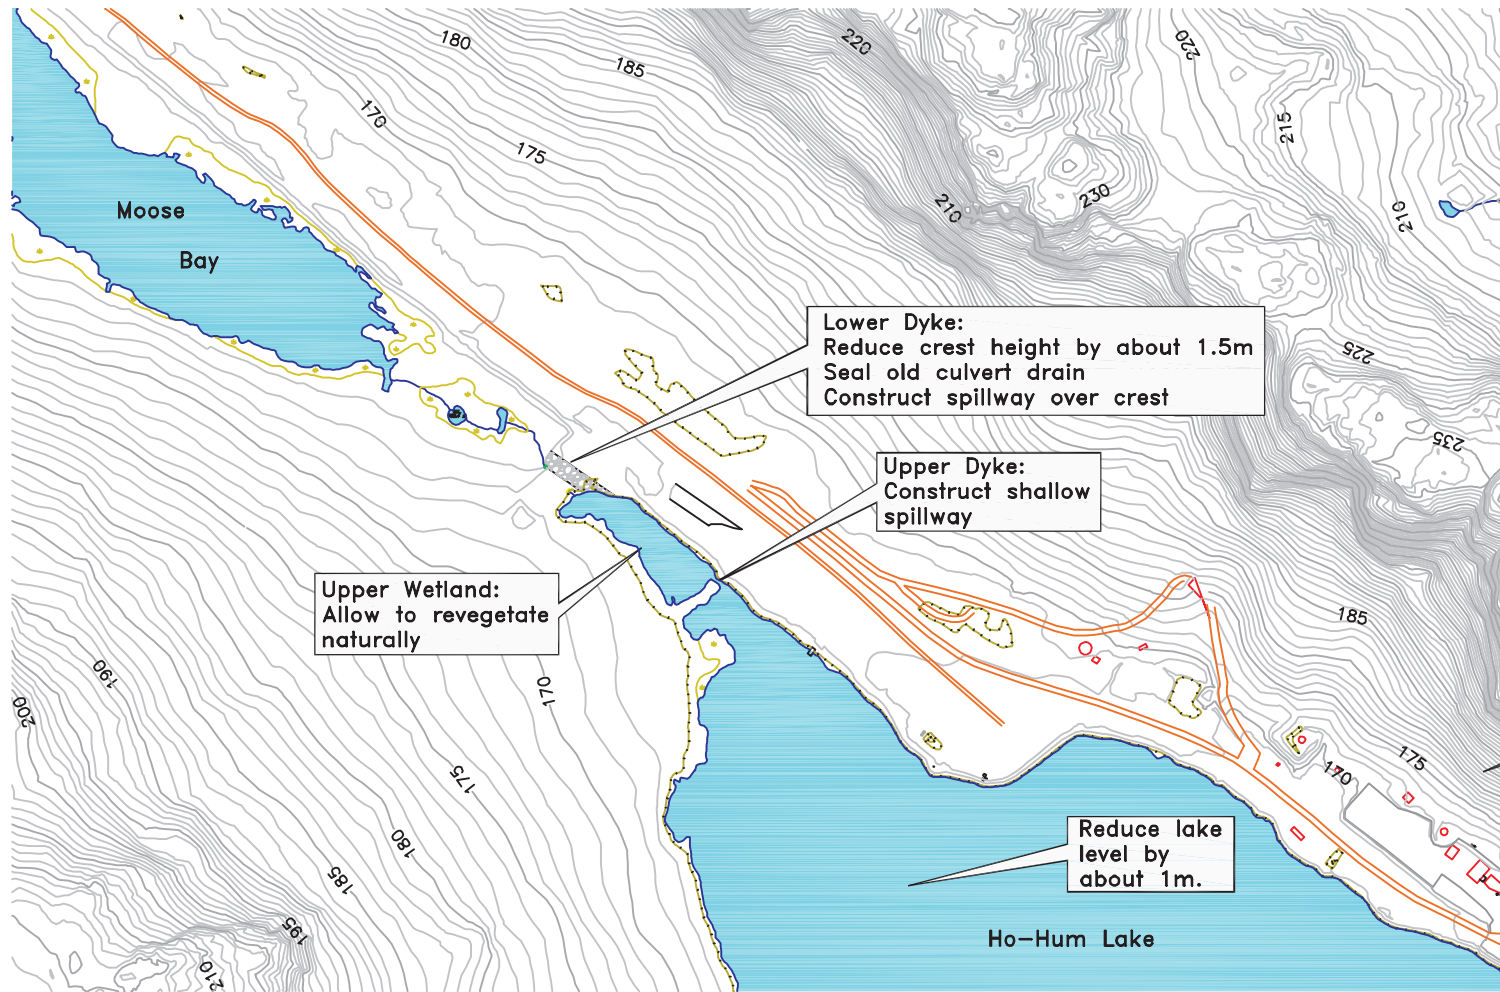 180
220
220
185
170
215
175
230
210
210
Moose
Bay
Lower Dyke:
Reduce crest height by about 1.5m
Seal old culvert drain
Construct spillway over crest
225
235
Upper Dyke:
Construct shallow
spillway
Upper Wetland:
Allow to revegetate
naturally
185
190
170
200
175
170
175
180
Reduce lake
level by
about 1m.
185
195
Ho-Hum Lake
210